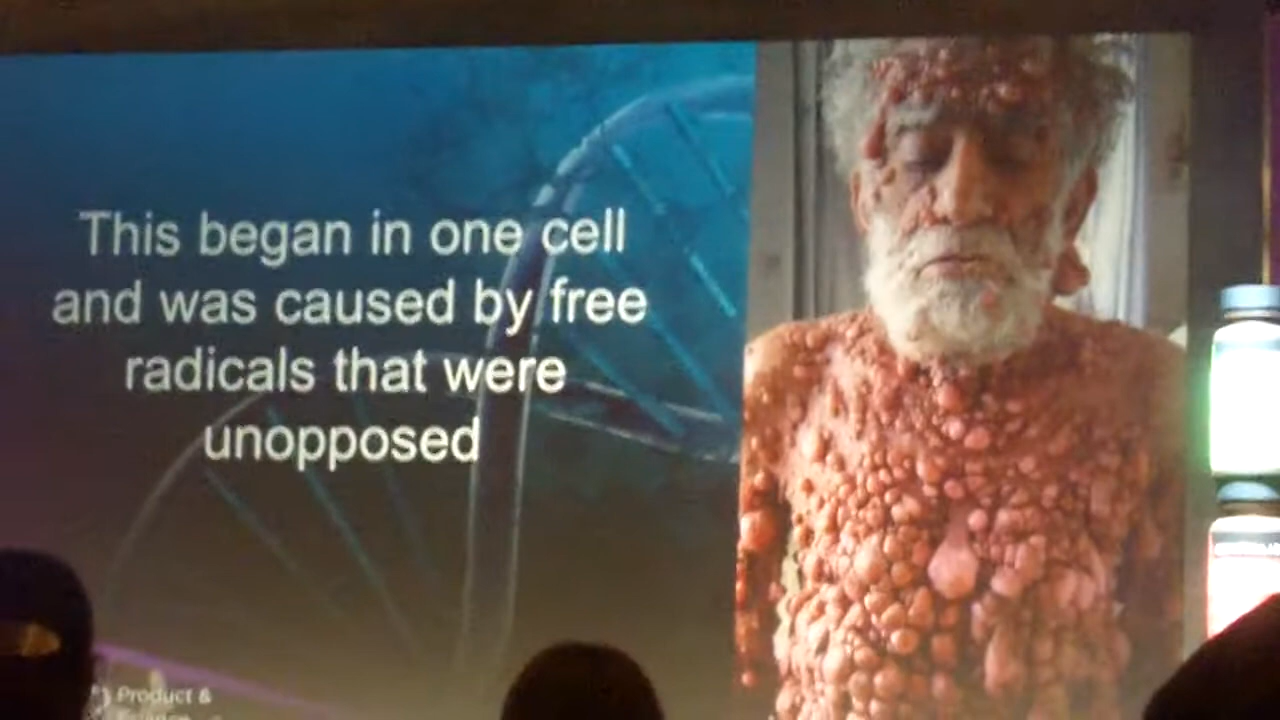 This began in one cell
and was caused by free
radicals that were
unopposed
Product &